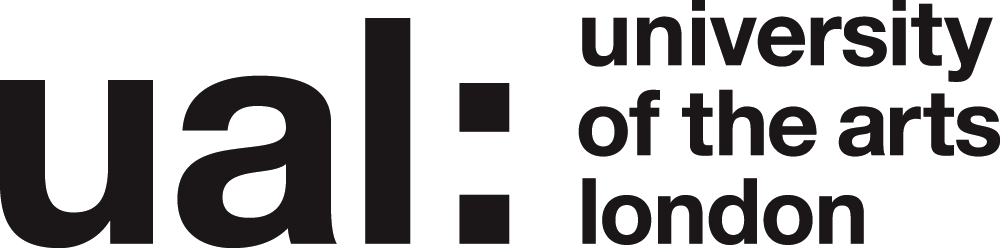 ual:
university
of the arts
london